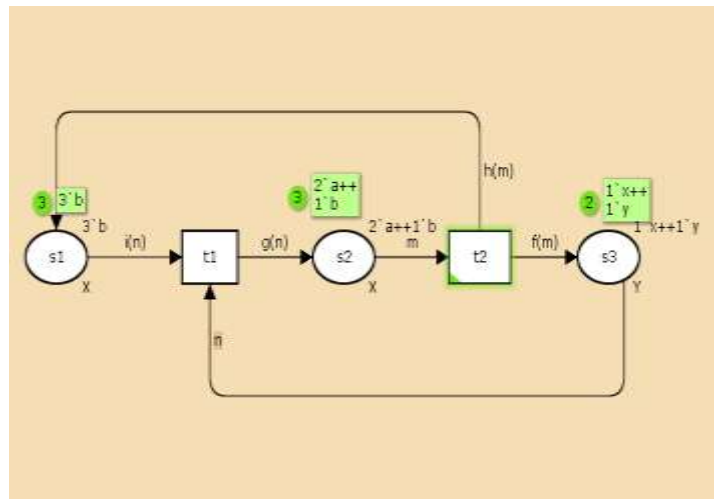 h(m)
3
3`b
3`b
3
2`a++
1`b
2`a++1`b
2
1`x++
1`y
1`x++1`y
s1
i(n)
t1
g(n)
s2
m
t2
f(m)
s3
X
X
Y
n